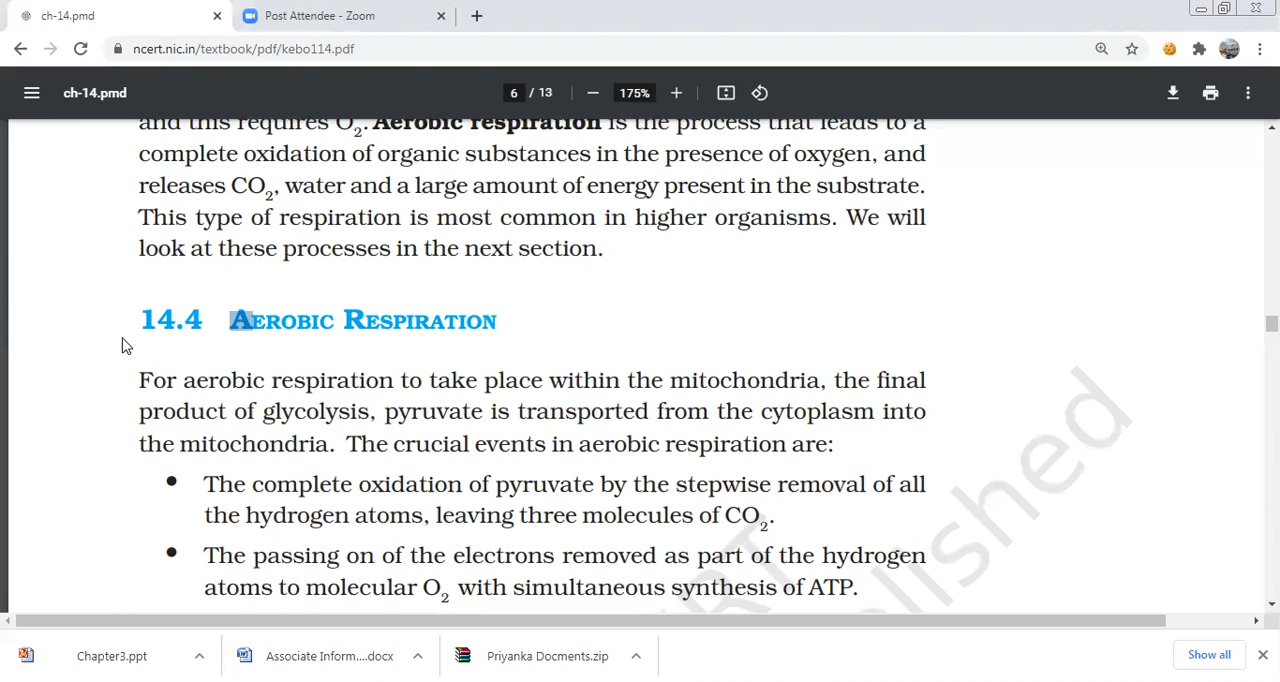 ch-14.pmd
Post Attendee - Zoom
ncert.nic.in/textbook/pdf/kebo114.pdf
ch-14.pmd
6 / 13
175%
and this requires O2. Aerobic respiration is the process that leads to a
complete oxidation of organic substances in the presence of oxygen, and
releases CO2, water and a large amount of energy present in the substrate.
This type of respiration is most common in higher organisms. We will
look at these processes in the next section.
14.4 AEROBIC RESPIRATION
For aerobic respiration to take place within the mitochondria, the final
product of glycolysis, pyruvate is transported from the cytoplasm into
the mitochondria. The crucial events in aerobic respiration are:
• The complete oxidation of pyruvate by the stepwise removal of all
the hydrogen atoms, leaving three molecules of CO2.
• The passing on of the electrons removed as part of the hydrogen
atoms to molecular O2 with simultaneous synthesis of ATP.
Chapter3.ppt
Associate Inform....docx
Priyanka Docments.zip
Show all